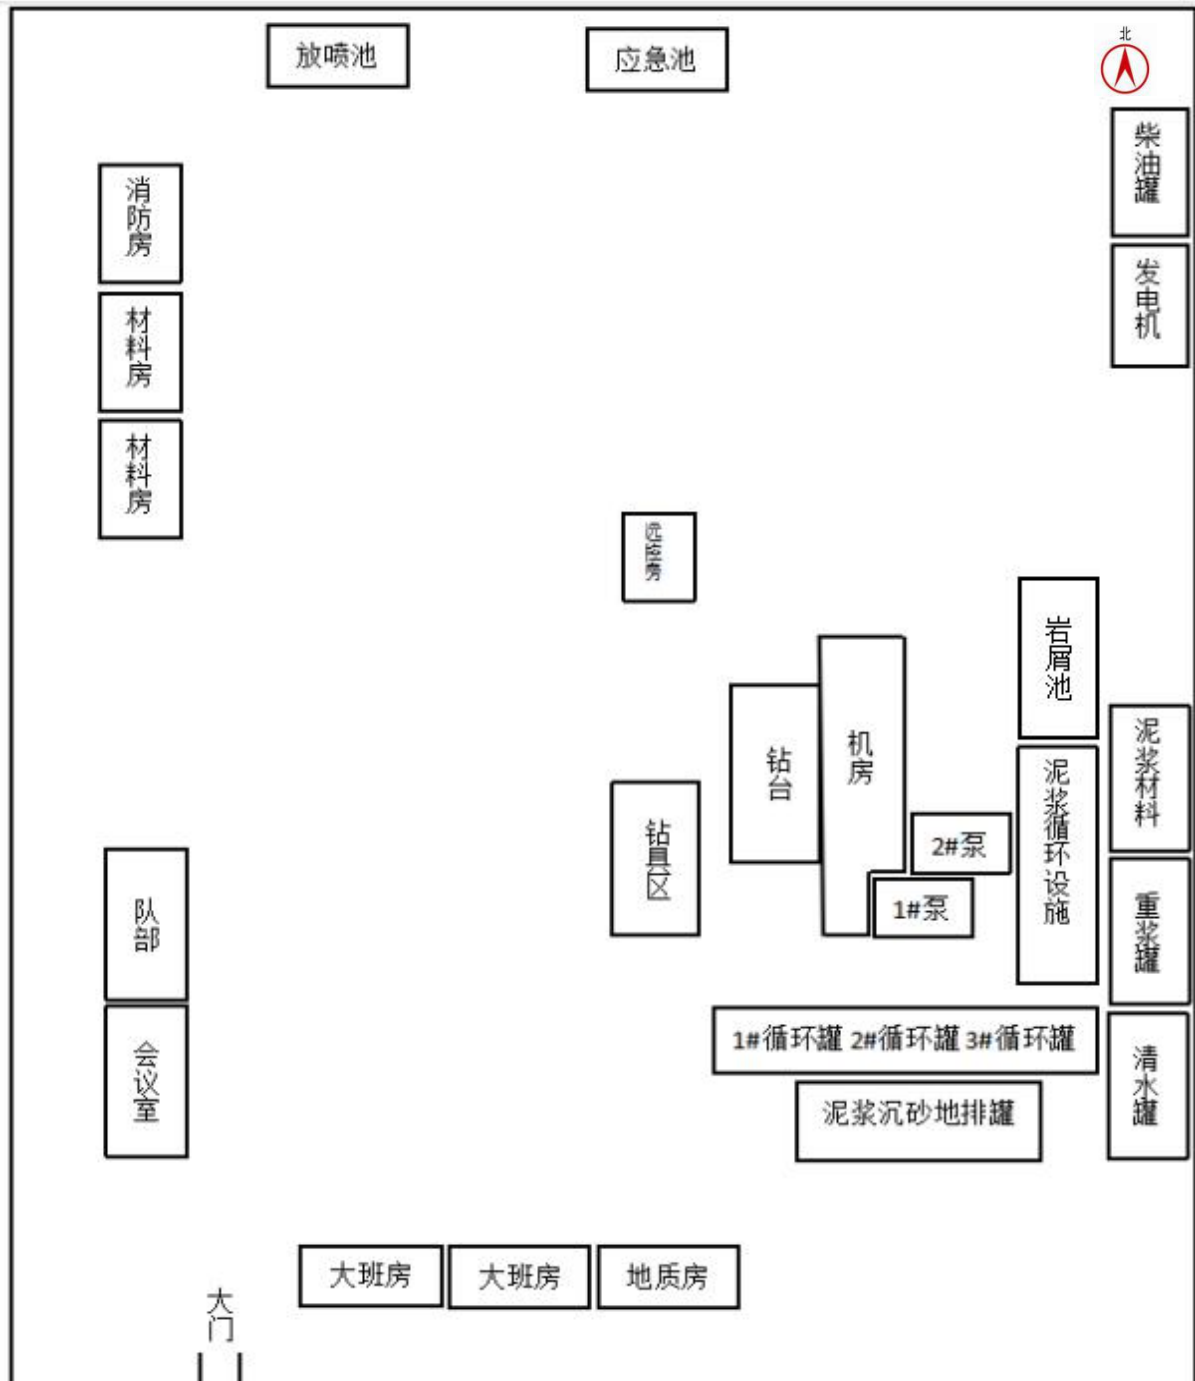 北
放喷池
应急池
柴油罐
发电机
消防房
材料房
材料房
远控房
岩屑池
钻台
机房
泥浆材料
泥浆循环设施
钻具区
2#泵
1#泵
重浆罐
队部
会议室
1#循环罐 2#循环罐 3#循环罐
清水罐
泥浆沉砂地排罐
大班房
大班房
地质房
大门